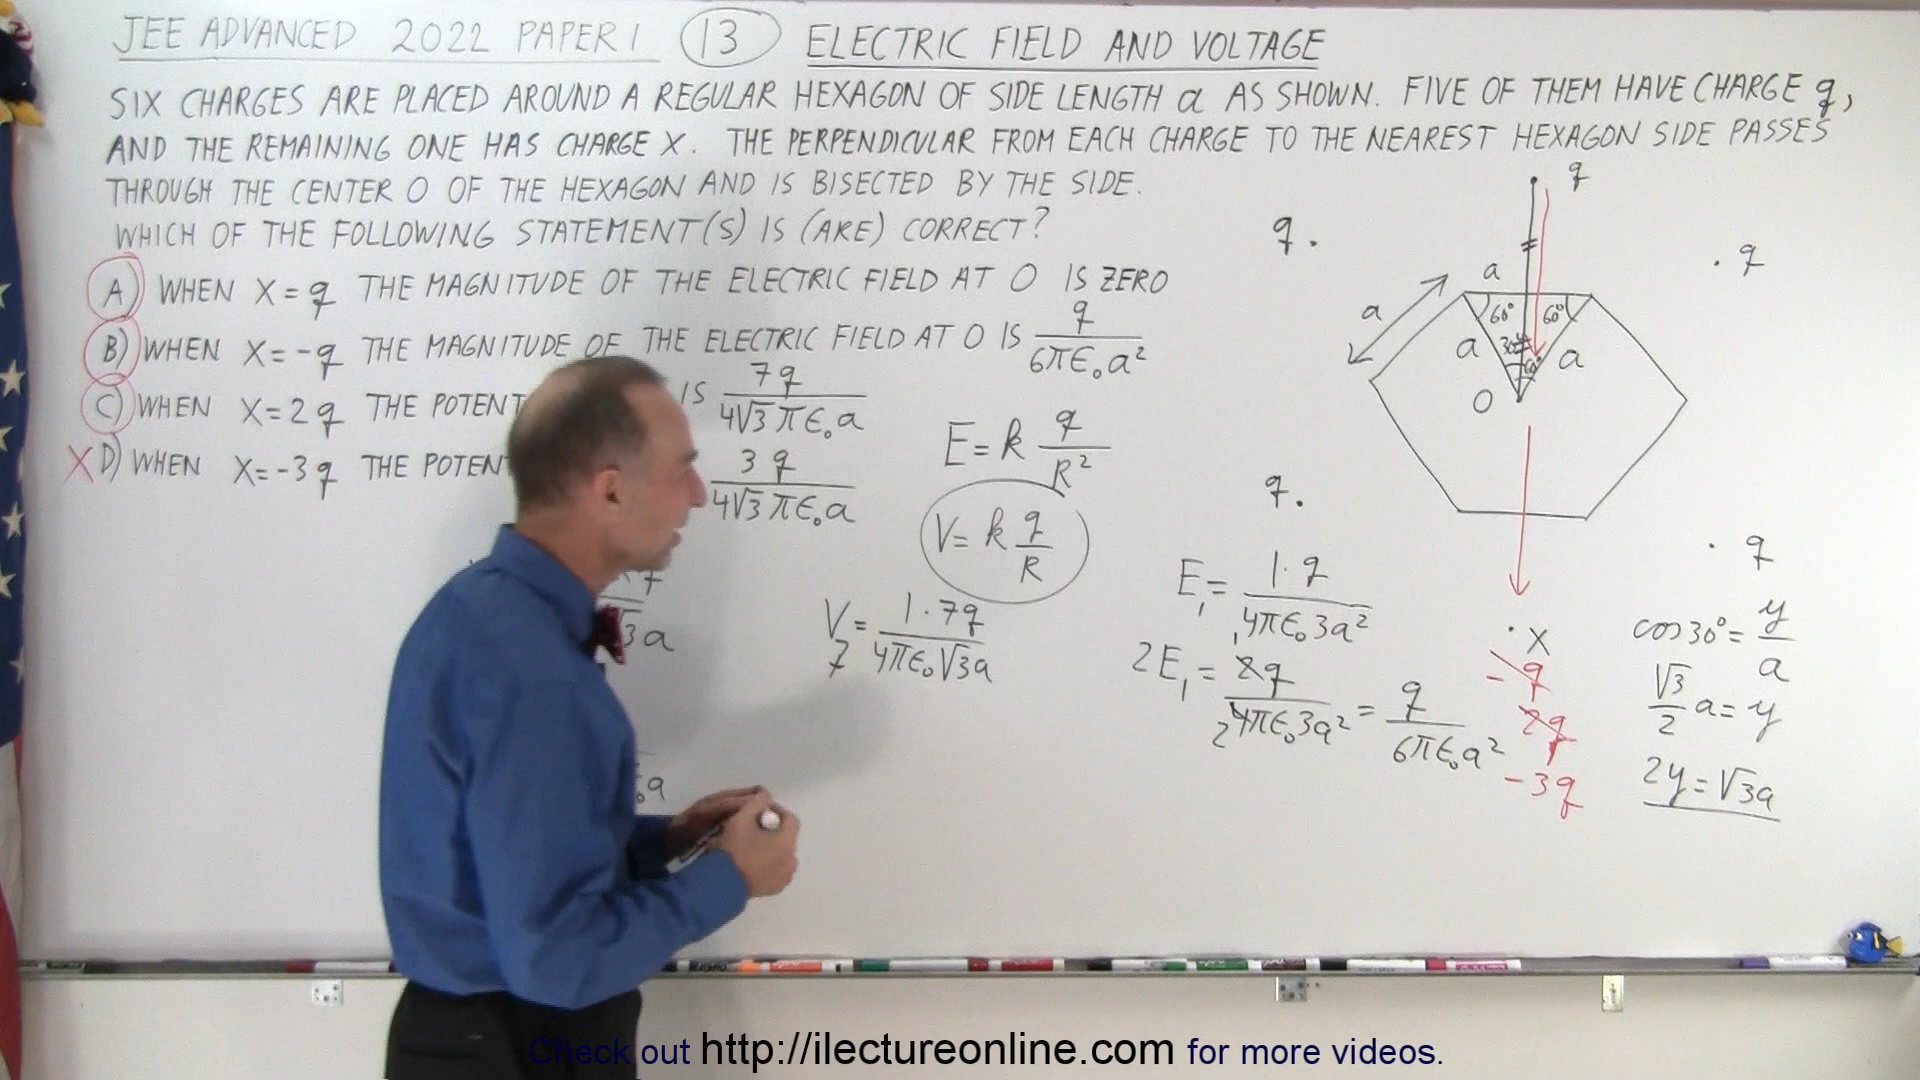 JEE ADVANCED 2022 PAPER 1 13 ELECTRIC FIELD AND VOLTAGE
SIX CHARGES ARE PLACED AROUND A REGULAR HEXAGON OF SIDE LENGTH a AS SHOWN. FIVE OF THEM HAVE CHARGE q,
AND THE REMAINING ONE HAS CHARGE X. THE PERPENDICULAR FROM EACH CHARGE TO THE NEAREST HEXAGON SIDE PASSES
THROUGH THE CENTER O OF THE HEXAGON AND IS BISECTED BY THE SIDE.
WHICH OF THE FOLLOWING STATEMENT(S) IS (ARE) CORRECT?
A) WHEN X = q THE MAGNITUDE OF THE ELECTRIC FIELD AT O IS ZERO
B) WHEN X = -q THE MAGNITUDE OF THE ELECTRIC FIELD AT O IS q / 6πε₀a²
C) WHEN X = 2q THE POTENT IS 7q / 4√3πε₀a
X D) WHEN X = -3q THE POTENT 3q / 4√3πε₀a
E = k q / R²
V = k q / R
3a
V₇ = 1·7q / 4πε₀√3a
₀a
q
q .
. q
a
a
60° 60°
a 30° 60° a
O
q .
. q
. X
-q
2q
-3q
E₁ = 1·q / 4πε₀3a²
2E₁ = 2q / 4πε₀3a² = q / 6πε₀a²
2
cos 30° = y / a
√3 / 2 a = y
2y = √3a
Check out http://ilectureonline.com for more videos.